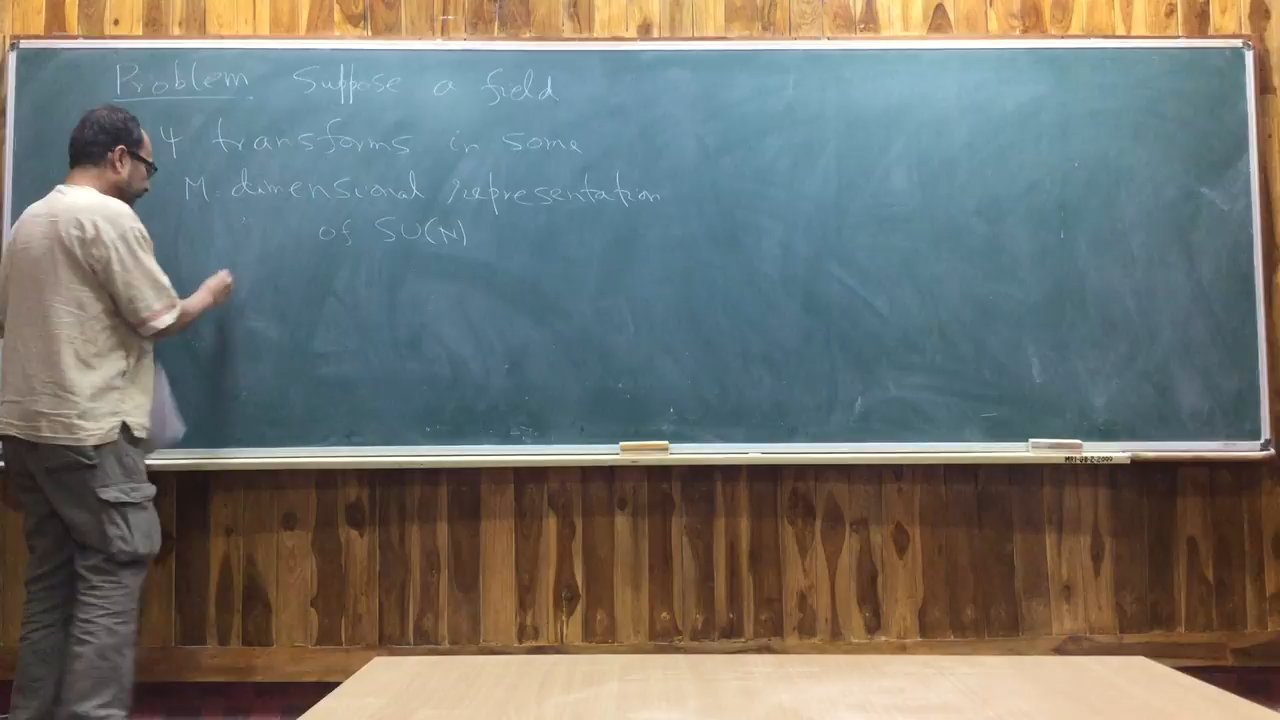 Problem Suppose a field
ψ transforms in some
M-dimensional representation
of SU(N)